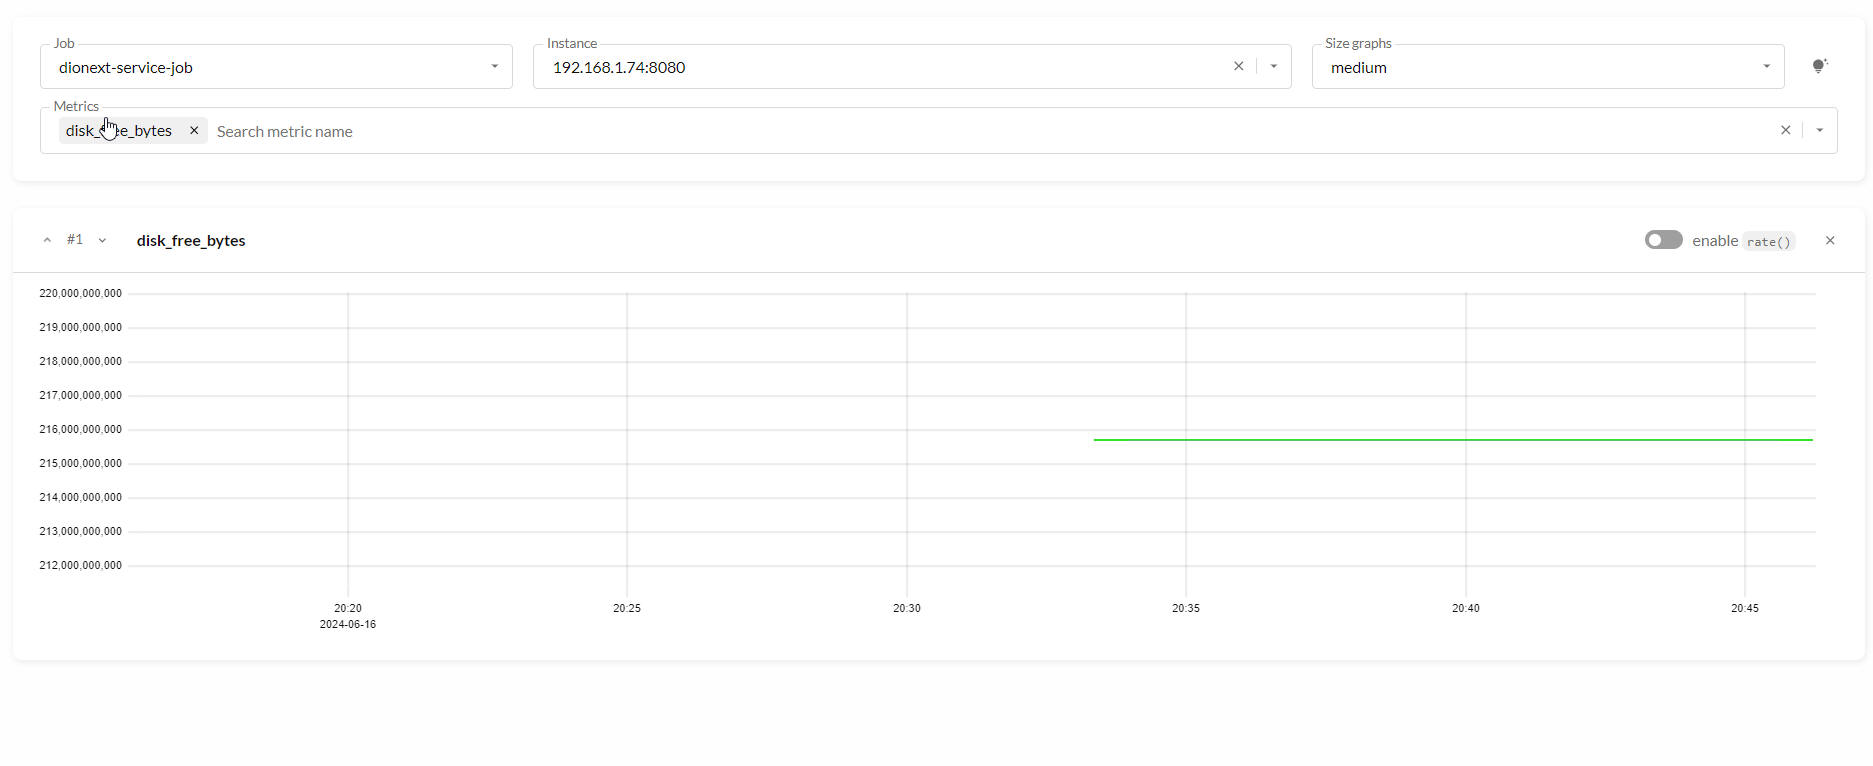 Job
dionext-service-job
Instance
192.168.1.74:8080
Size graphs
medium
Metrics
disk_free_bytes
Search metric name
#1
disk_free_bytes
enable rate()
220,000,000,000
219,000,000,000
218,000,000,000
217,000,000,000
216,000,000,000
215,000,000,000
214,000,000,000
213,000,000,000
212,000,000,000
20:20 20:25 20:30 20:35 20:40 20:45
2024-06-16